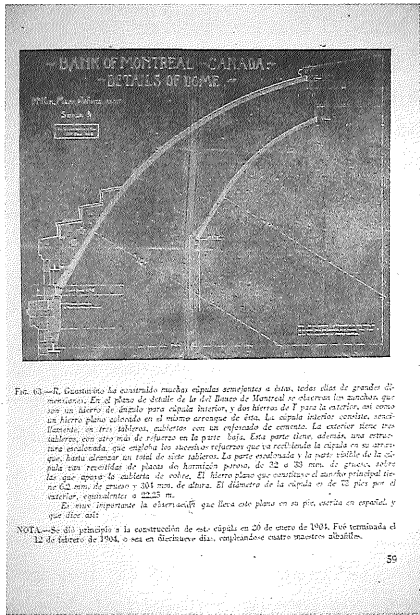 BANK OF MONTREAL - CANADA.
DETAILS OF DOME.
FIG. 63.—R. Guastavino ha construido muchas cúpulas semejantes a éstas, todas ellas de grandes di-
mensiones. En el plano de detalle de la del Banco de Montreal se observan los zunchos, que
son un hierro de ángulo para cúpula interior, y dos hierros de T para la exterior, así como
un hierro plano colocado en el mismo arranque de ésta. La cúpula interior consiste, senci-
llamente, en tres tableros, cubiertos con un enfoscado de cemento. La exterior tiene tres
tableros, con otro más de refuerzo en la parte baja. Esta parte tiene, además, una estruc-
tura escalonada, que engloba los sucesivos refuerzos que va recibiendo la cúpula en su arran-
que, hasta alcanzar un total de siete tableros. La parte escalonada y la parte visible de la cú-
pula van revestidas de placas de hormigón poroso, de 32 a 38 mm. de grueso, sobre
las que apoya la cubierta de cobre. El hierro plano que constituye el zuncho principal tie-
ne 6,2 mm. de grueso y 304 mm. de altura. El diámetro de la cúpula es de 73 pies por el
exterior, equivalentes a 22,25 m.
Es muy importante la observación que lleva este plano en su pie, escrita en español, y
que dice así:
NOTA.—Se dió principio a la construcción de esta cúpula en 20 de enero de 1904. Fué terminada el
12 de febrero de 1904, o sea en diecinueve días, empleándose cuatro maestros albañiles.
59